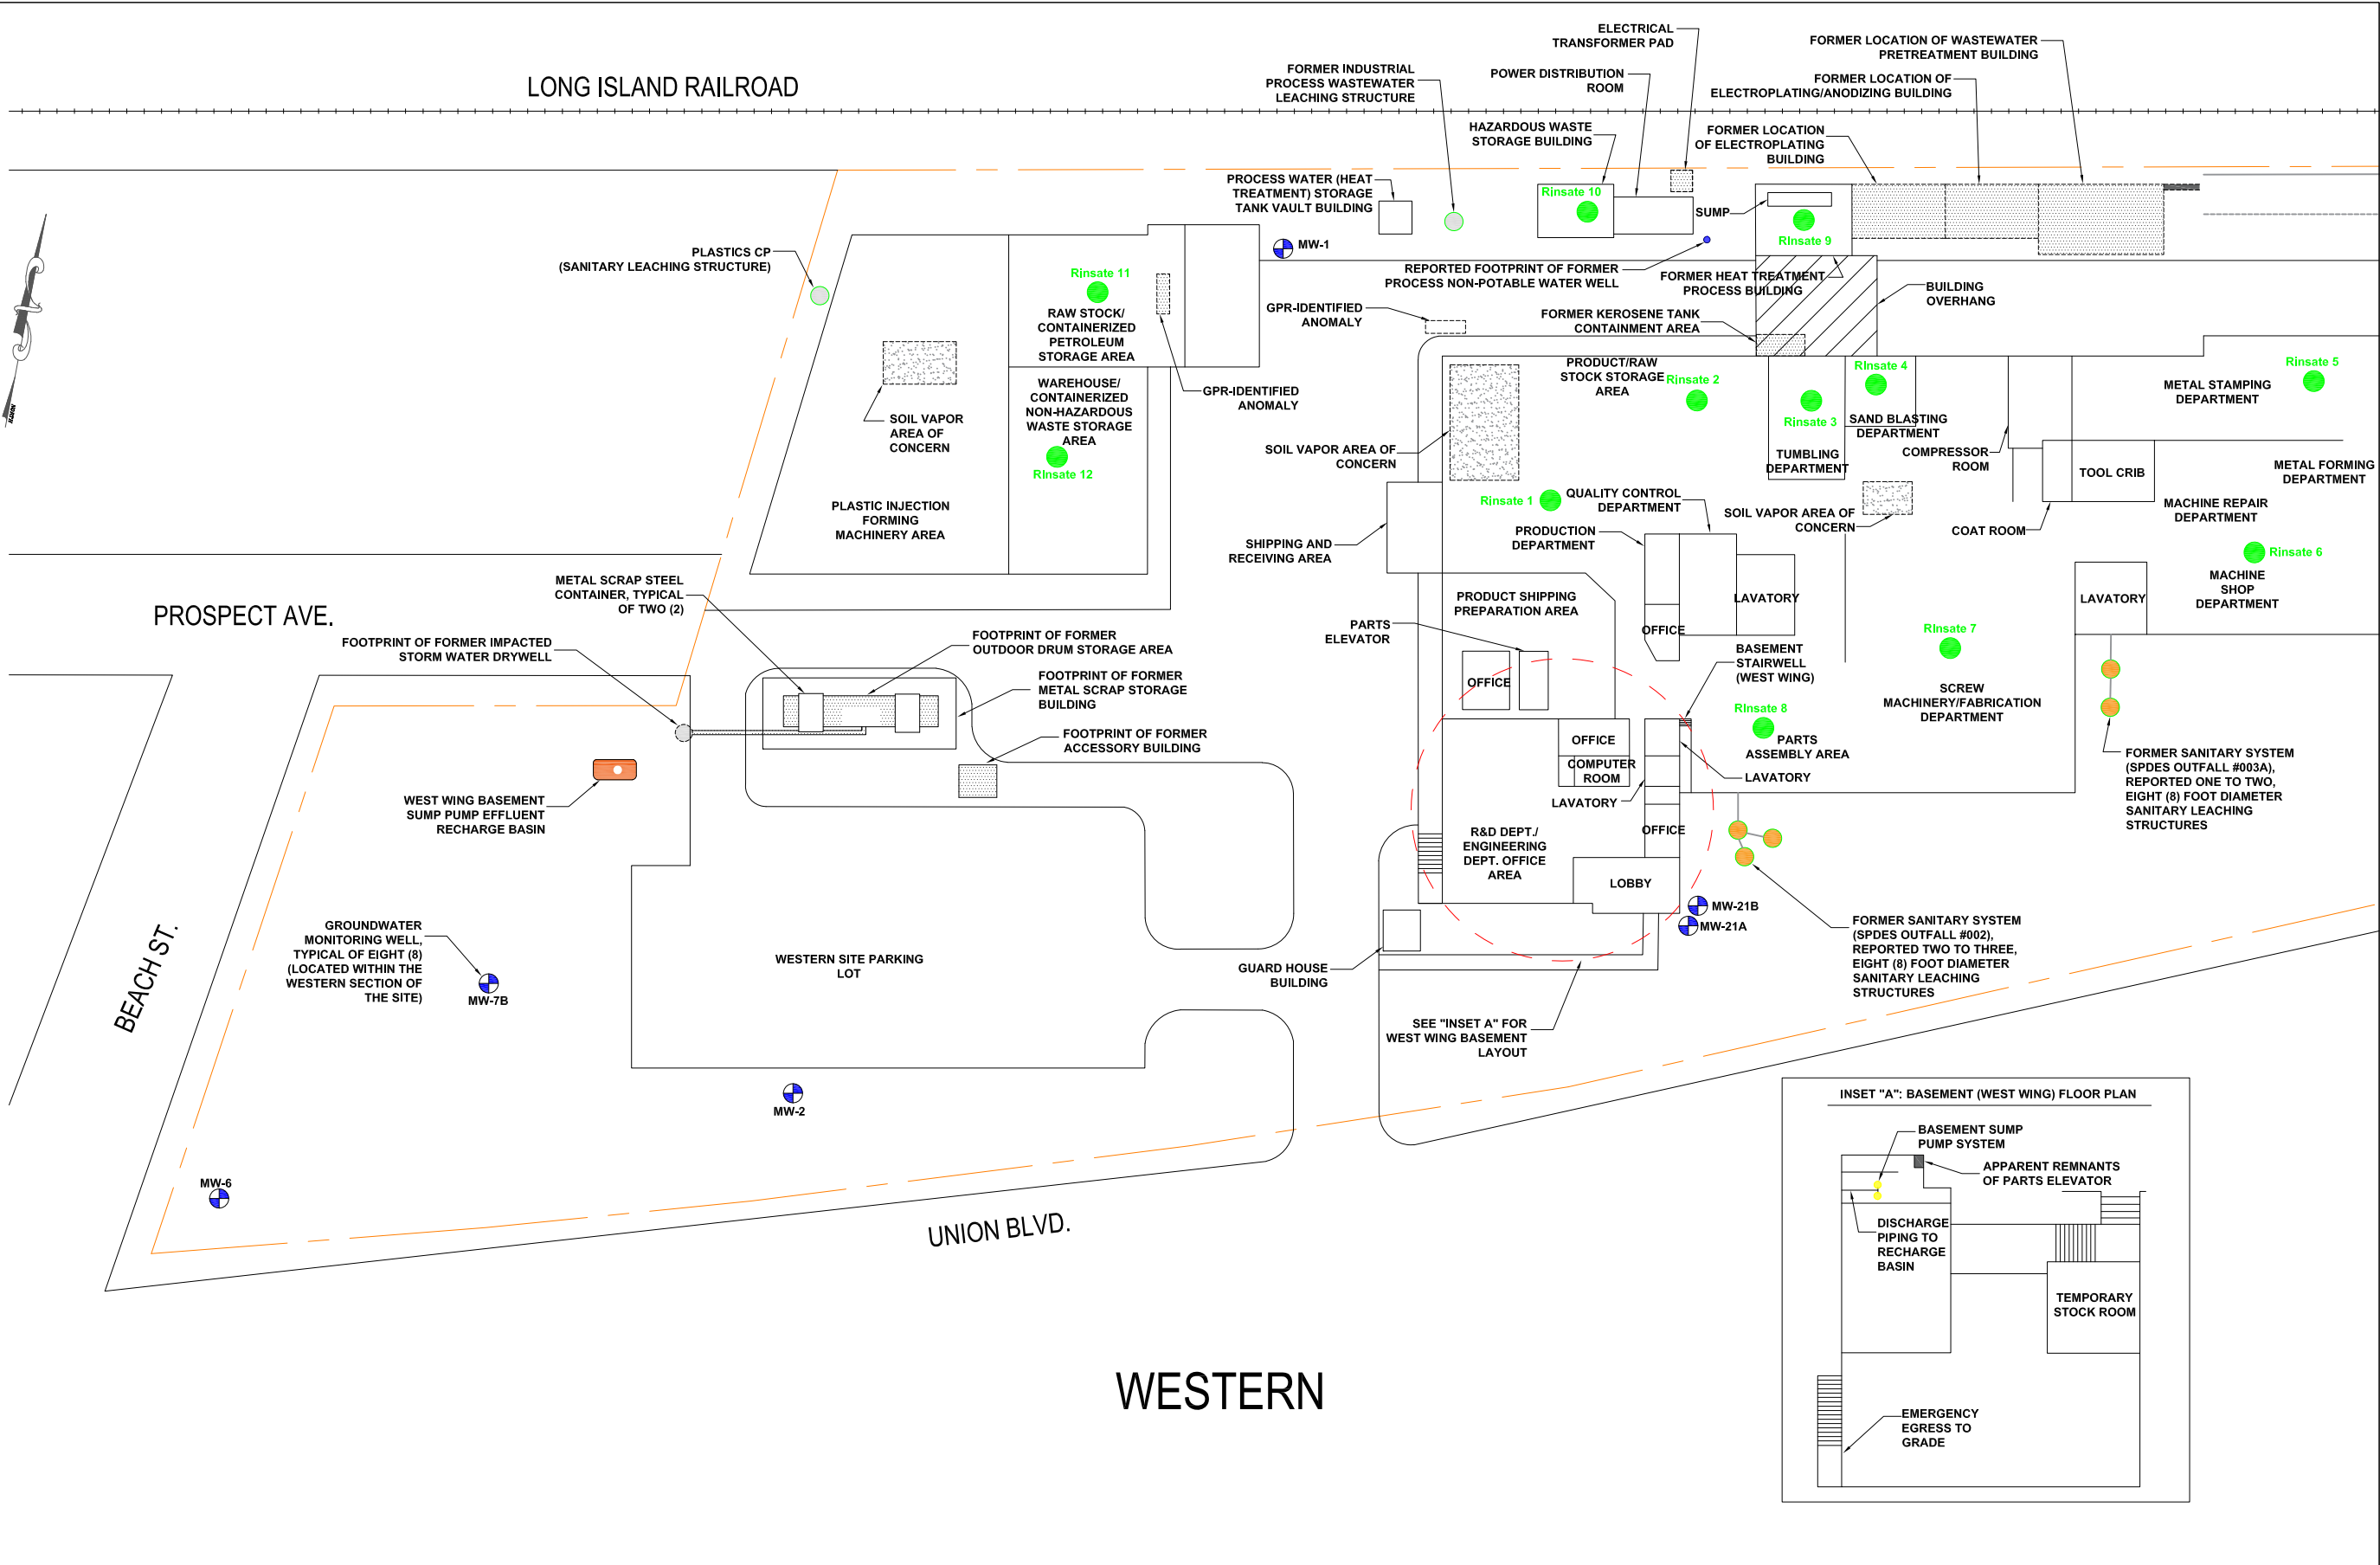 LONG ISLAND RAILROAD
ELECTRICAL
TRANSFORMER PAD
FORMER LOCATION OF WASTEWATER
PRETREATMENT BUILDING
FORMER INDUSTRIAL
PROCESS WASTEWATER
LEACHING STRUCTURE
POWER DISTRIBUTION
ROOM
FORMER LOCATION OF
ELECTROPLATING/ANODIZING BUILDING
HAZARDOUS WASTE
STORAGE BUILDING
FORMER LOCATION
OF ELECTROPLATING
BUILDING
PROCESS WATER (HEAT
TREATMENT) STORAGE
TANK VAULT BUILDING
Rinsate 10
SUMP
RInsate 9
MW-1
PLASTICS CP
(SANITARY LEACHING STRUCTURE)
Rinsate 11
REPORTED FOOTPRINT OF FORMER
PROCESS NON-POTABLE WATER WELL
FORMER HEAT TREATMENT
PROCESS BUILDING
BUILDING
OVERHANG
RAW STOCK/
CONTAINERIZED
PETROLEUM
STORAGE AREA
GPR-IDENTIFIED
ANOMALY
FORMER KEROSENE TANK
CONTAINMENT AREA
NORTH
WAREHOUSE/
CONTAINERIZED
NON-HAZARDOUS
WASTE STORAGE
AREA
RInsate 12
GPR-IDENTIFIED
ANOMALY
SOIL VAPOR
AREA OF
CONCERN
PRODUCT/RAW
STOCK STORAGE
AREA
Rinsate 2
RInsate 4
Rinsate 5
METAL STAMPING
DEPARTMENT
Rinsate 3
SAND BLASTING
DEPARTMENT
SOIL VAPOR AREA OF
CONCERN
TUMBLING
DEPARTMENT
COMPRESSOR
ROOM
TOOL CRIB
METAL FORMING
DEPARTMENT
PLASTIC INJECTION
FORMING
MACHINERY AREA
Rinsate 1
QUALITY CONTROL
DEPARTMENT
SOIL VAPOR AREA OF
CONCERN
COAT ROOM
MACHINE REPAIR
DEPARTMENT
SHIPPING AND
RECEIVING AREA
PRODUCTION
DEPARTMENT
Rinsate 6
MACHINE
SHOP
DEPARTMENT
METAL SCRAP STEEL
CONTAINER, TYPICAL
OF TWO (2)
PROSPECT AVE.
PRODUCT SHIPPING
PREPARATION AREA
LAVATORY
LAVATORY
FOOTPRINT OF FORMER IMPACTED
STORM WATER DRYWELL
FOOTPRINT OF FORMER
OUTDOOR DRUM STORAGE AREA
PARTS
ELEVATOR
OFFICE
RInsate 7
BASEMENT
STAIRWELL
(WEST WING)
FOOTPRINT OF FORMER
METAL SCRAP STORAGE
BUILDING
OFFICE
SCREW
MACHINERY/FABRICATION
DEPARTMENT
RInsate 8
FOOTPRINT OF FORMER
ACCESSORY BUILDING
OFFICE
PARTS
ASSEMBLY AREA
COMPUTER
ROOM
LAVATORY
FORMER SANITARY SYSTEM
(SPDES OUTFALL #003A),
REPORTED ONE TO TWO,
EIGHT (8) FOOT DIAMETER
SANITARY LEACHING
STRUCTURES
WEST WING BASEMENT
SUMP PUMP EFFLUENT
RECHARGE BASIN
LAVATORY
OFFICE
R&D DEPT./
ENGINEERING
DEPT. OFFICE
AREA
LOBBY
MW-21B
MW-21A
BEACH ST.
GROUNDWATER
MONITORING WELL,
TYPICAL OF EIGHT (8)
(LOCATED WITHIN THE
WESTERN SECTION OF
THE SITE)
MW-7B
WESTERN SITE PARKING
LOT
GUARD HOUSE
BUILDING
FORMER SANITARY SYSTEM
(SPDES OUTFALL #002),
REPORTED TWO TO THREE,
EIGHT (8) FOOT DIAMETER
SANITARY LEACHING
STRUCTURES
SEE "INSET A" FOR
WEST WING BASEMENT
LAYOUT
MW-2
MW-6
UNION BLVD.
INSET "A": BASEMENT (WEST WING) FLOOR PLAN
BASEMENT SUMP
PUMP SYSTEM
APPARENT REMNANTS
OF PARTS ELEVATOR
DISCHARGE
PIPING TO
RECHARGE
BASIN
TEMPORARY
STOCK ROOM
EMERGENCY
EGRESS TO
GRADE
WESTERN